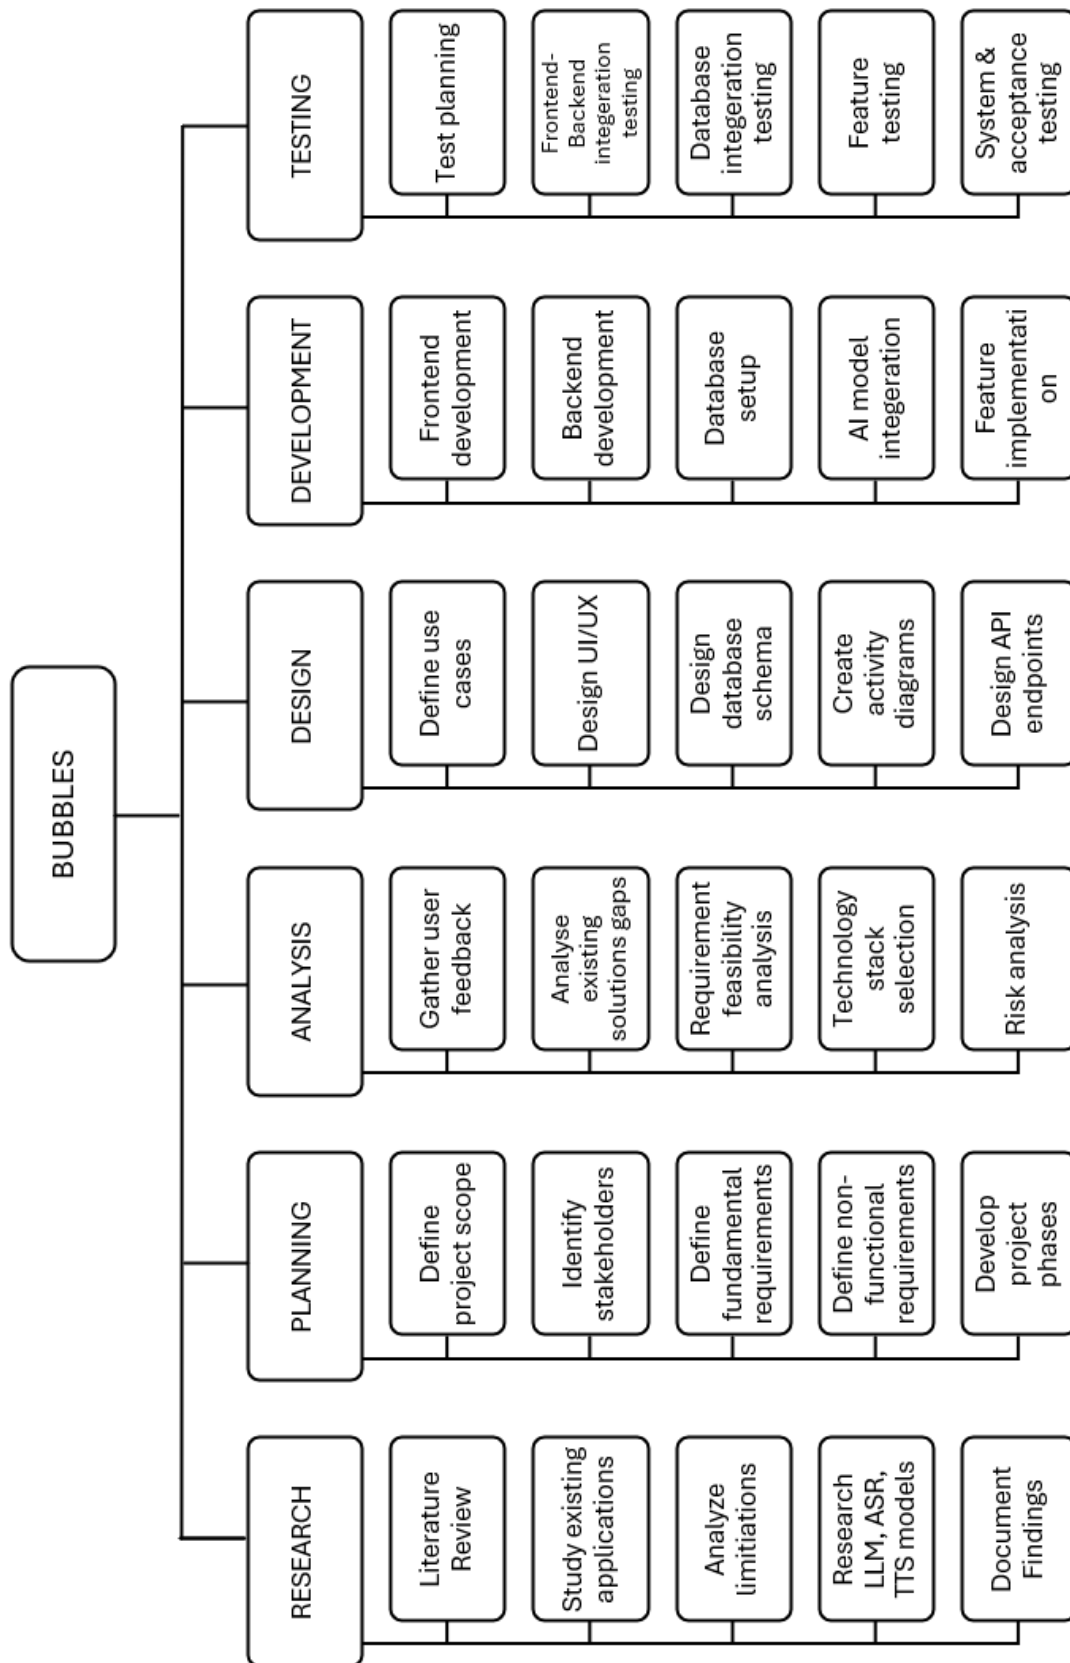 BUBBLES
RESEARCH
Literature
Review
Study existing
applications
Analyze
limitiations
Research
LLM, ASR,
TTS models
Document
Findings
PLANNING
Define
project scope
Identify
stakeholders
Define
fundamental
requirements
Define non-
functional
requirements
Develop
project
phases
ANALYSIS
Gather user
feedback
Analyse
existing
solutions gaps
Requirement
feasibility
analysis
Technology
stack
selection
Risk analysis
DESIGN
Define use
cases
Design UI/UX
Design
database
schema
Create
activity
diagrams
Design API
endpoints
DEVELOPMENT
Frontend
development
Backend
development
Database
setup
AI model
integeration
Feature
implementati
on
TESTING
Test planning
Frontend-
Backend
integeration
testing
Database
integeration
testing
Feature
testing
System &
acceptance
testing